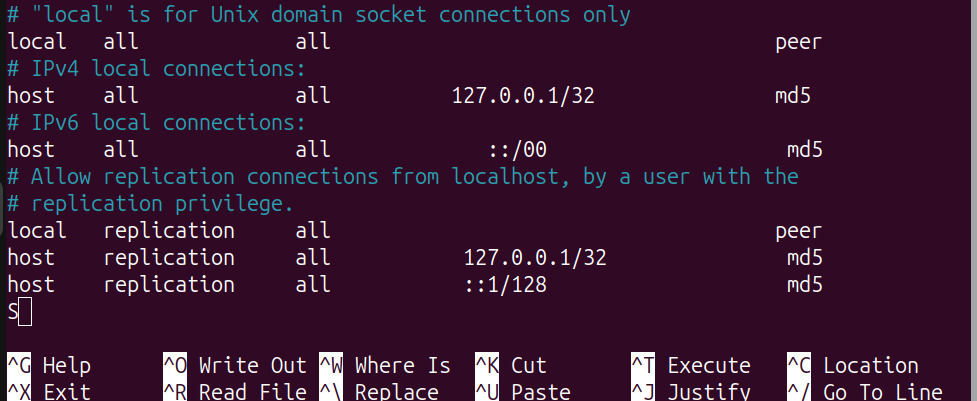 # "local" is for Unix domain socket connections only
local   all             all                                     peer
# IPv4 local connections:
host    all             all          127.0.0.1/32               md5
# IPv6 local connections:
host    all             all             ::/00                    md5
# Allow replication connections from localhost, by a user with the
# replication privilege.
local   replication     all                                     peer
host    replication     all           127.0.0.1/32               md5
host    replication     all           ::1/128                    md5
S
^G Help      ^O Write Out ^W Where Is  ^K Cut       ^T Execute   ^C Location
^X Exit      ^R Read File ^\ Replace   ^U Paste     ^J Justify   ^/ Go To Line